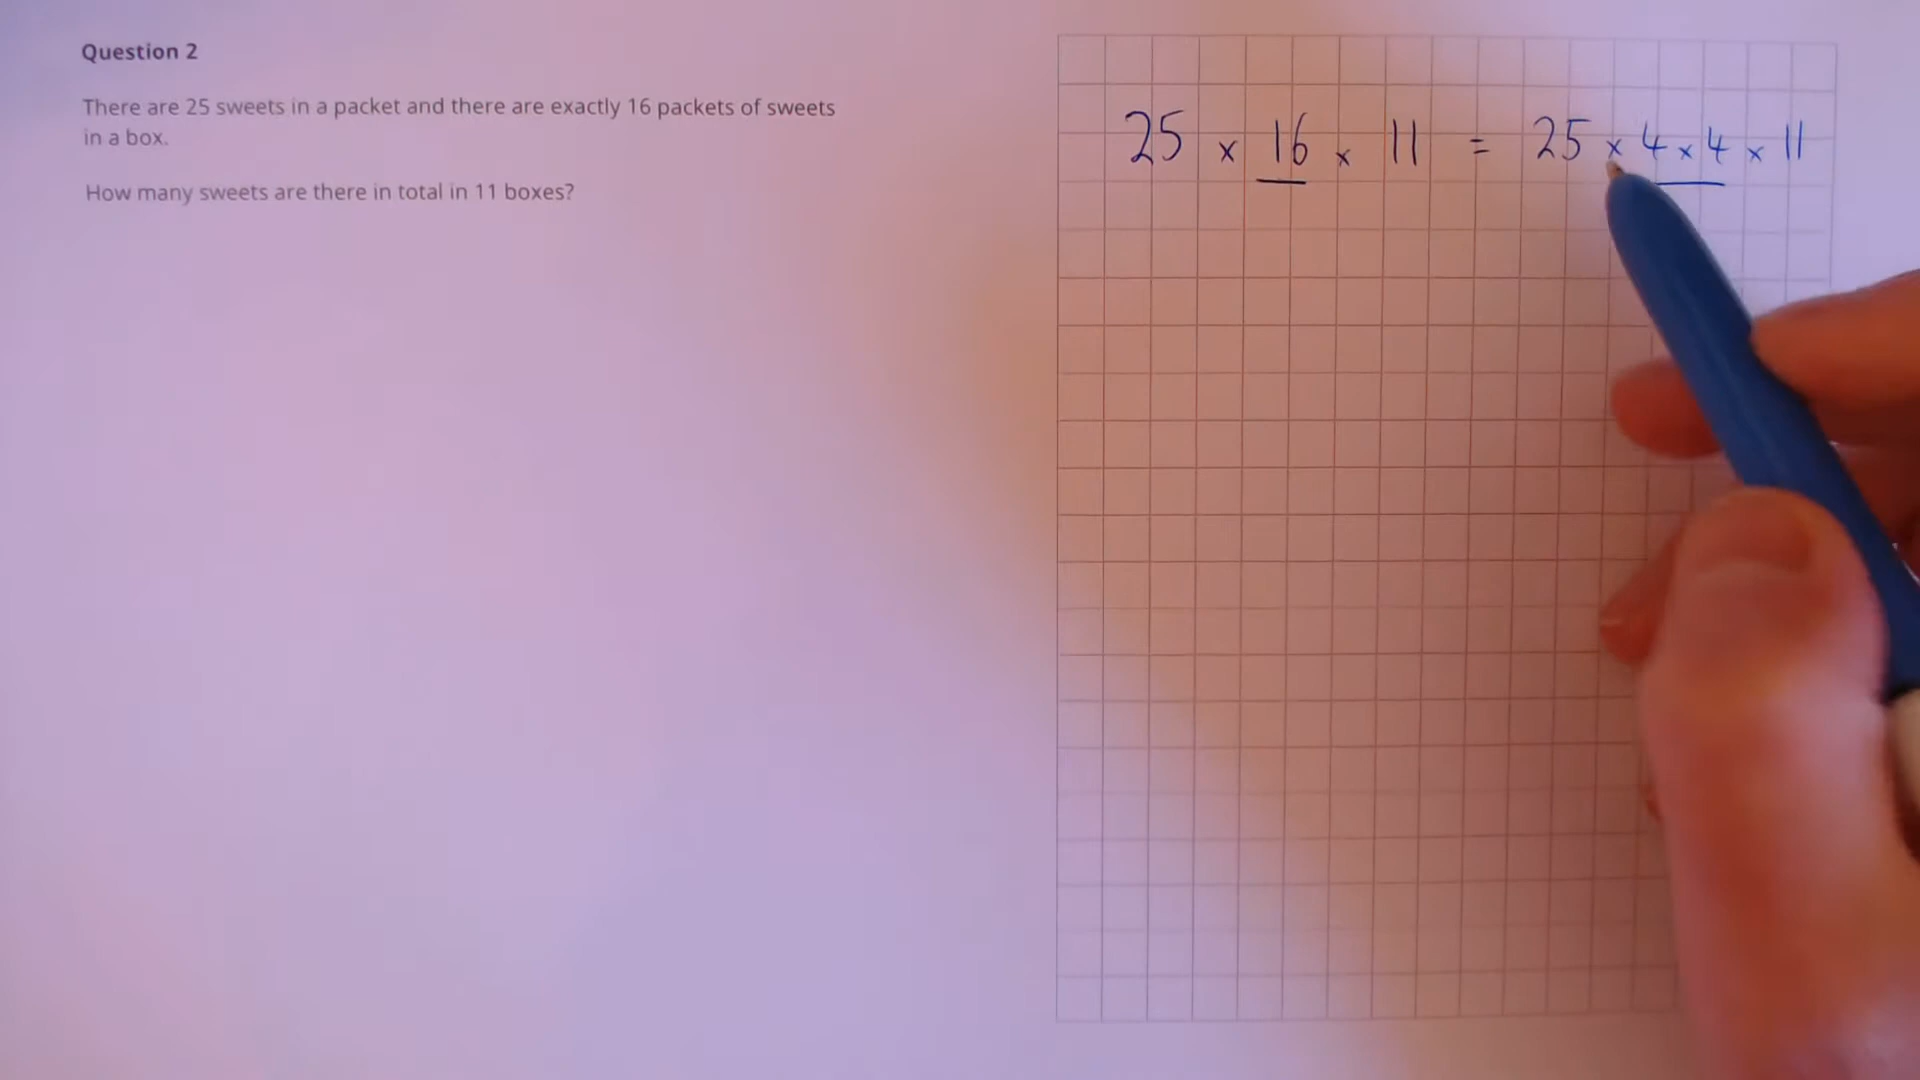 Question 2
There are 25 sweets in a packet and there are exactly 16 packets of sweets
in a box.
How many sweets are there in total in 11 boxes?
25 × 16 × 11 = 25 × 4 × 4 × 11